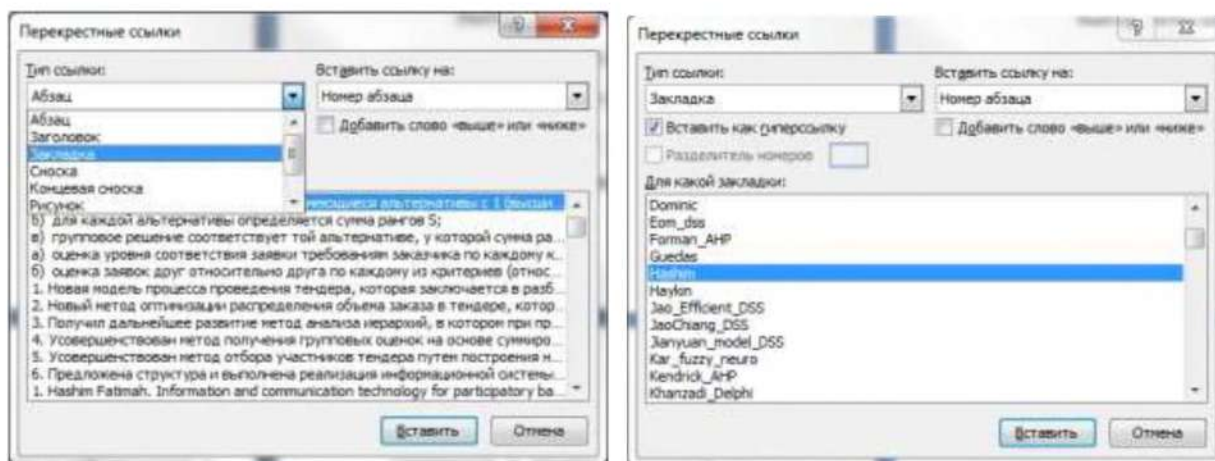 Перекрестные ссылки
Тип ссылки:
Вставить ссылку на:
Абзац
Номер абзаца
Добавить слово «выше» или «ниже»
Абзац
Заголовок
Закладка
Сноска
Концевая сноска
Рисунок
имеющиеся альтернативы с 1 (высши
б) для каждой альтернативы определяется сумма рангов S;
в) групповое решение соответствует той альтернативе, у которой сумма ра...
а) оценка уровня соответствия заявки требованиям заказчика по каждому к...
б) оценка заявок друг относительно друга по каждому из критериев (относ...
1. Новая модель процесса проведения тендера, которая заключается в разб...
2. Новый метод оптимизации распределения объема заказа в тендере, котор...
3. Получил дальнейшее развитие метод анализа иерархий, в котором при пр...
4. Усовершенствован метод получения групповых оценок на основе суммиро...
5. Усовершенствован метод отбора участников тендера путем построения н...
6. Предложена структура и выполнена реализация информационной системы...
1. Hashim Fatimah. Information and communication technology for participatory ba...
Вставить
Отмена
Перекрестные ссылки
Тип ссылки:
Вставить ссылку на:
Закладка
Номер абзаца
Вставить как гиперссылку
Добавить слово «выше» или «ниже»
Разделитель номеров
Для какой закладки:
Dominic
Eom_dss
Forman_AHP
Guedas
Hashim
Haykin
Jao_Efficient_DSS
JaoChiang_DSS
Jianyuan_model_DSS
Kar_fuzzy_neuro
Kendrick_AHP
Khanzadi_Delphi
Вставить
Отмена